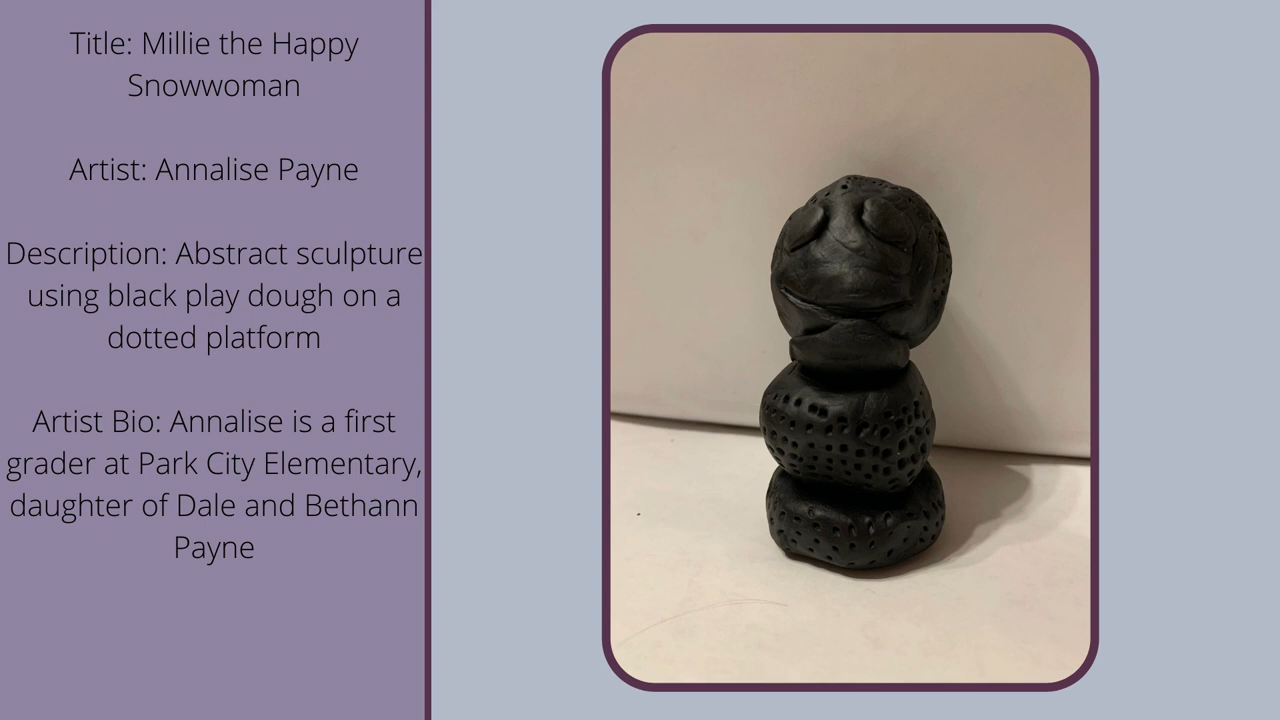 Title: Millie the Happy
Snowwoman
Artist: Annalise Payne
Description: Abstract sculpture
using black play dough on a
dotted platform
Artist Bio: Annalise is a first
grader at Park City Elementary,
daughter of Dale and Bethann
Payne